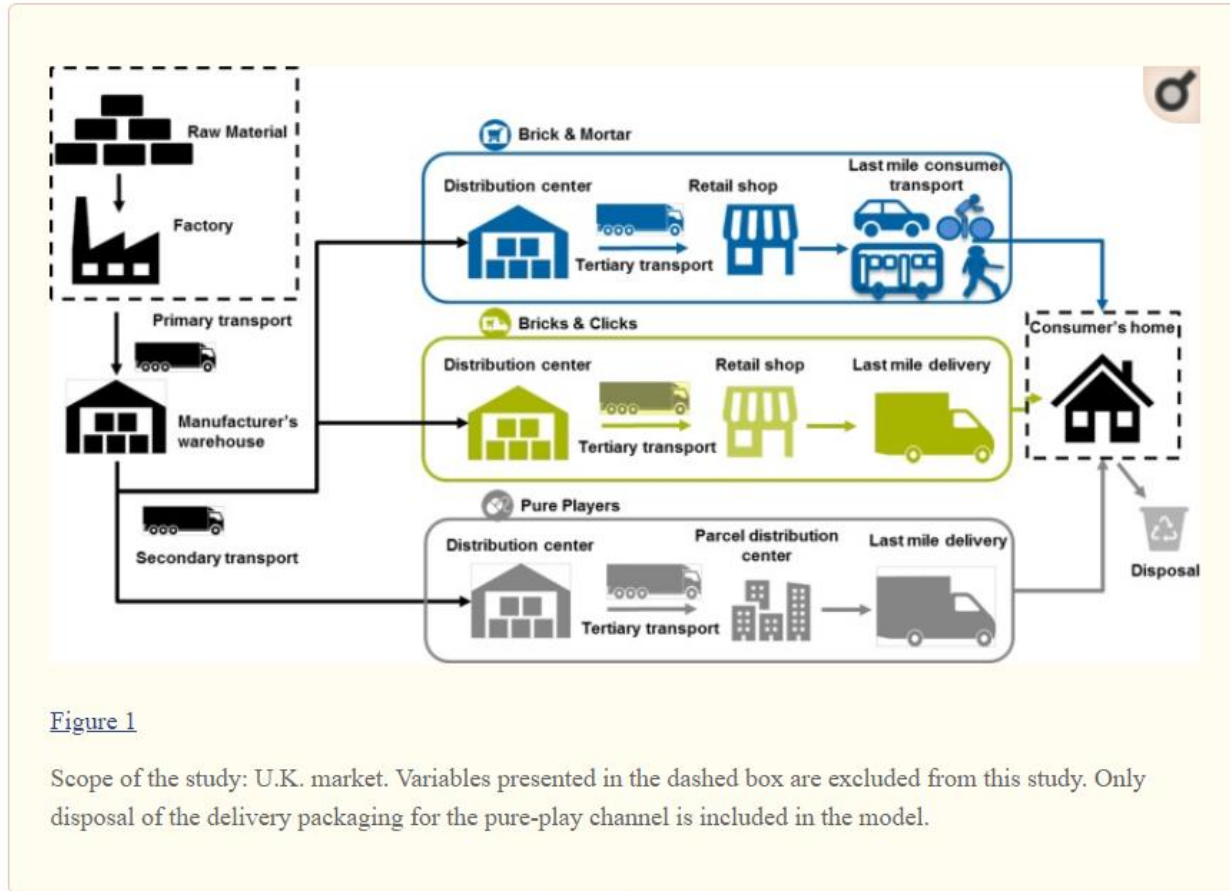 Raw Material
Factory
Primary transport
Manufacturer's
warehouse
Secondary transport
Brick & Mortar
Distribution center
Retail shop
Last mile consumer
transport
Tertiary transport
Bricks & Clicks
Distribution center
Retail shop
Last mile delivery
Tertiary transport
Pure Players
Distribution center
Parcel distribution
center
Last mile delivery
Tertiary transport
Consumer's home
Disposal
Figure 1
Scope of the study: U.K. market. Variables presented in the dashed box are excluded from this study. Only
disposal of the delivery packaging for the pure-play channel is included in the model.